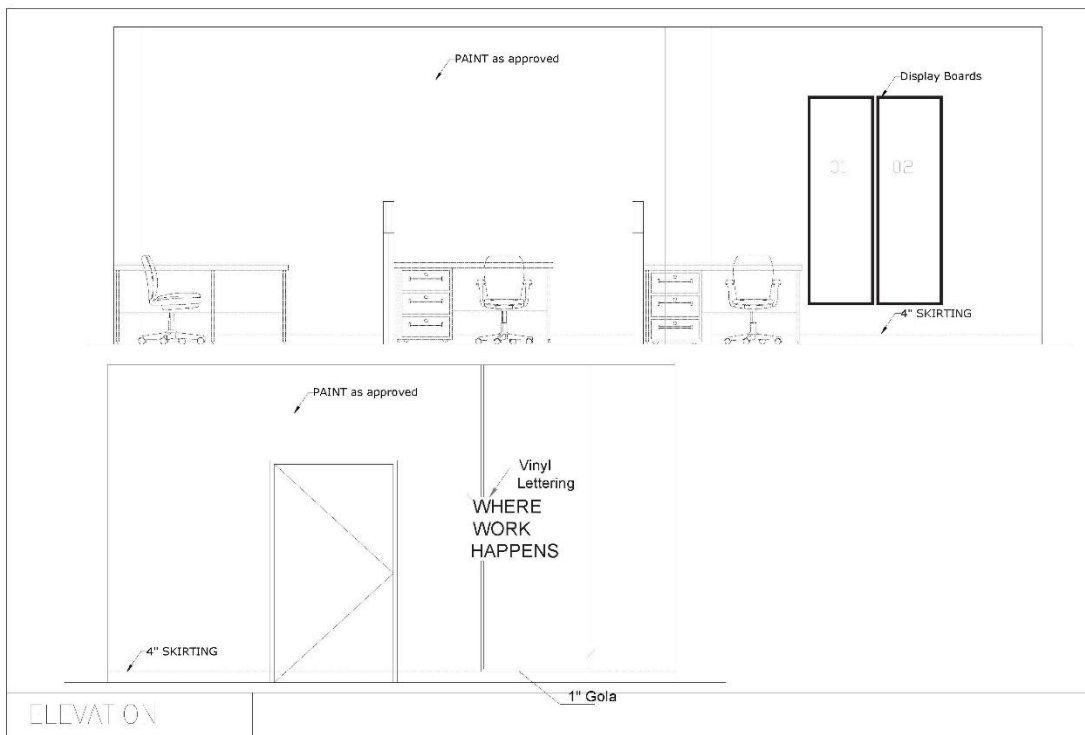 PAINT as approved
Display Boards
01 02
4" SKIRTING
PAINT as approved
Vinyl
Lettering
WHERE
WORK
HAPPENS
4" SKIRTING
1" Gola
ELEVATION